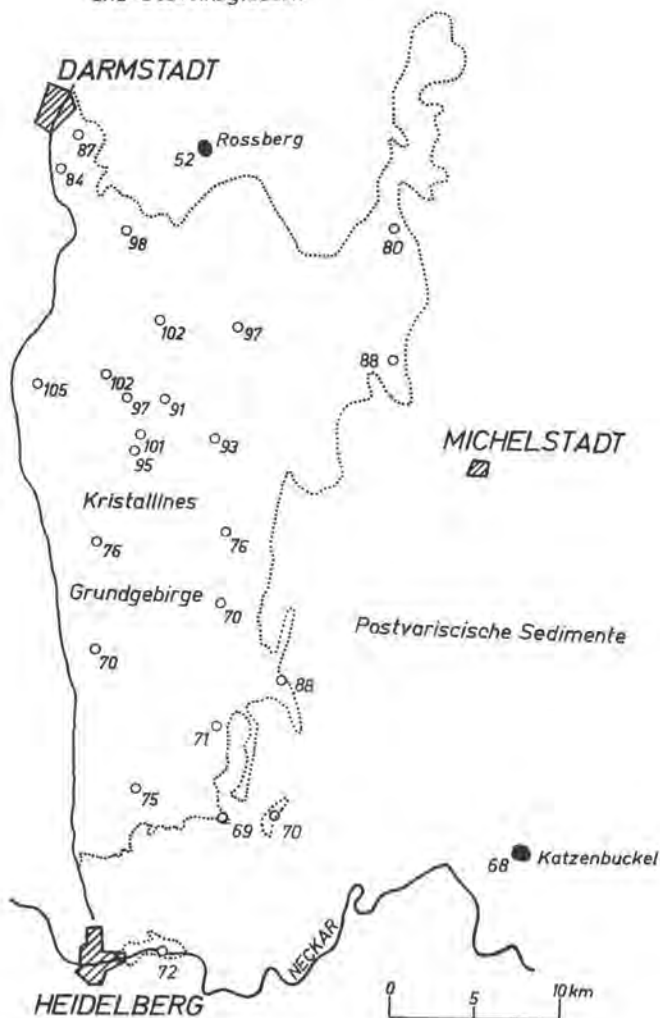 DARMSTADT
87
Rossberg
52
84
98
80
102
97
88
105
102
97
91
101
93
95
MICHELSTADT
Kristallines
76
76
Grundgebirge
70
Postvariscische Sedimente
70
88
71
75
69
70
68
Katzenbuckel
NECKAR
72
HEIDELBERG
0
5
10 km